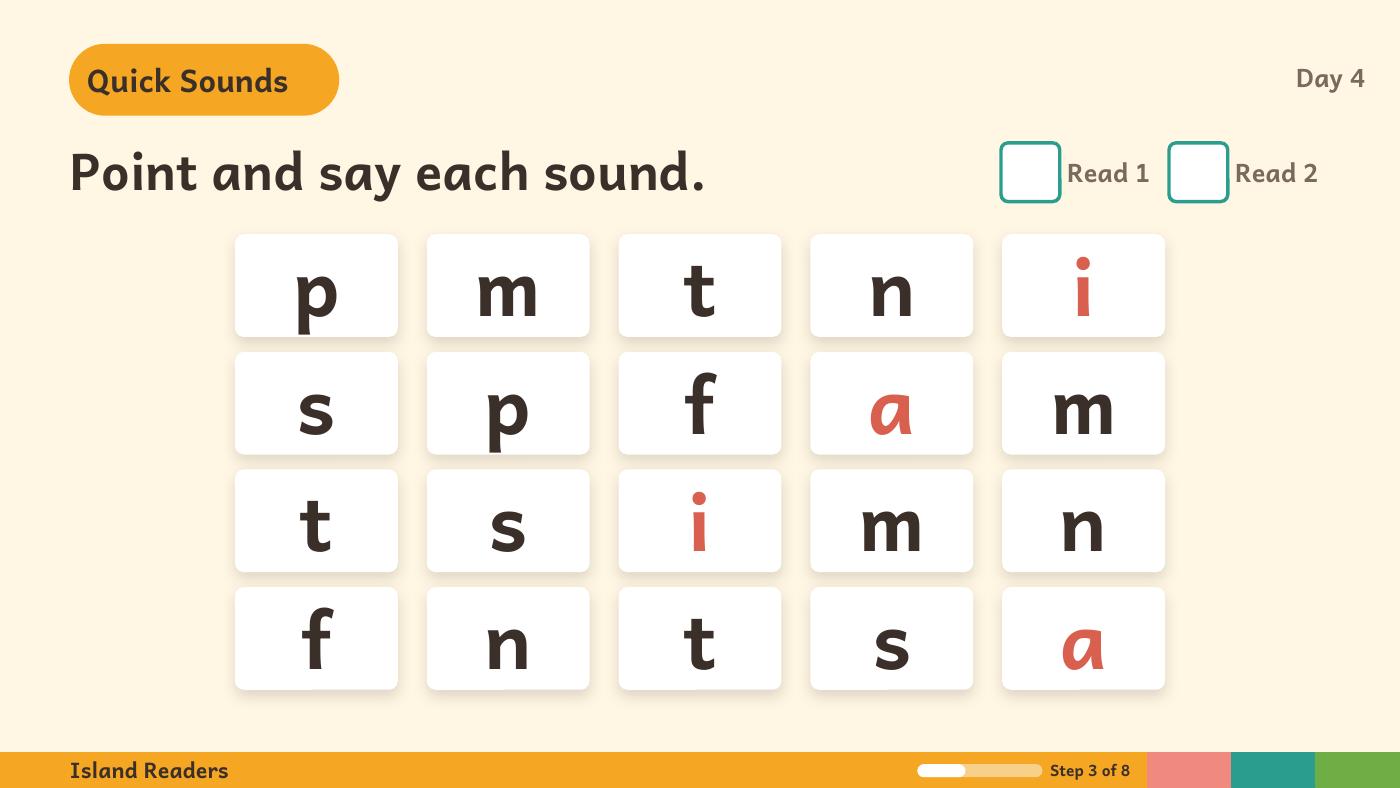 Quick Sounds
Day 4
Point and say each sound.
Read 1 Read 2
p m t n i
s p f a m
t s i m n
f n t s a
Island Readers
Step 3 of 8